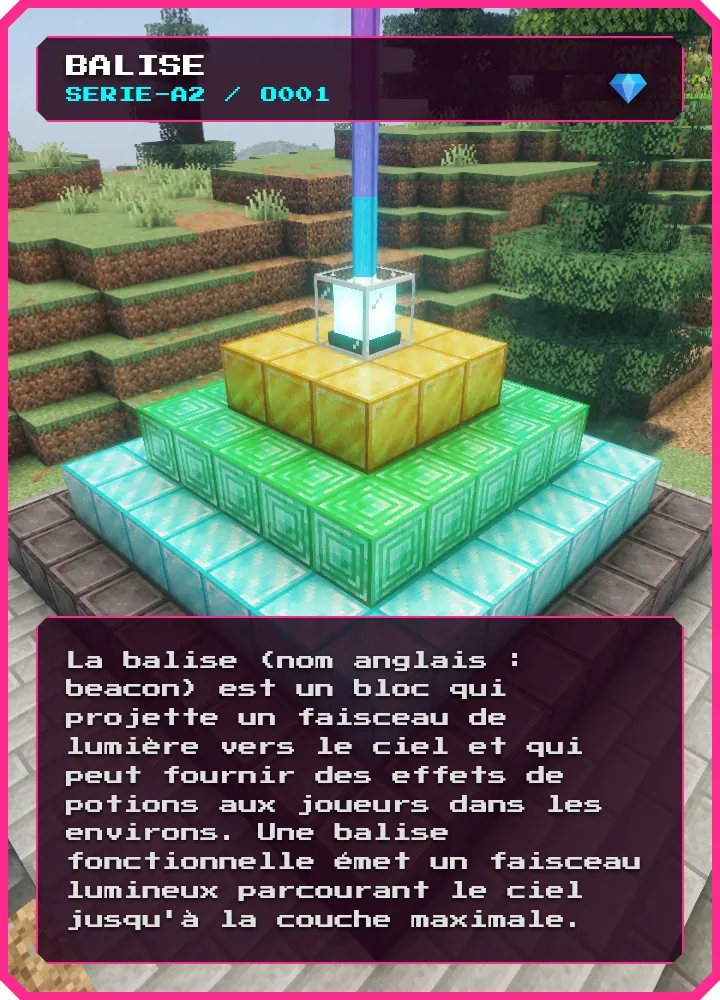 BALISE
SERIE-A2 / 0001
La balise (nom anglais :
beacon) est un bloc qui
projette un faisceau de
lumière vers le ciel et qui
peut fournir des effets de
potions aux joueurs dans les
environs. Une balise
fonctionnelle émet un faisceau
lumineux parcourant le ciel
jusqu'à la couche maximale.